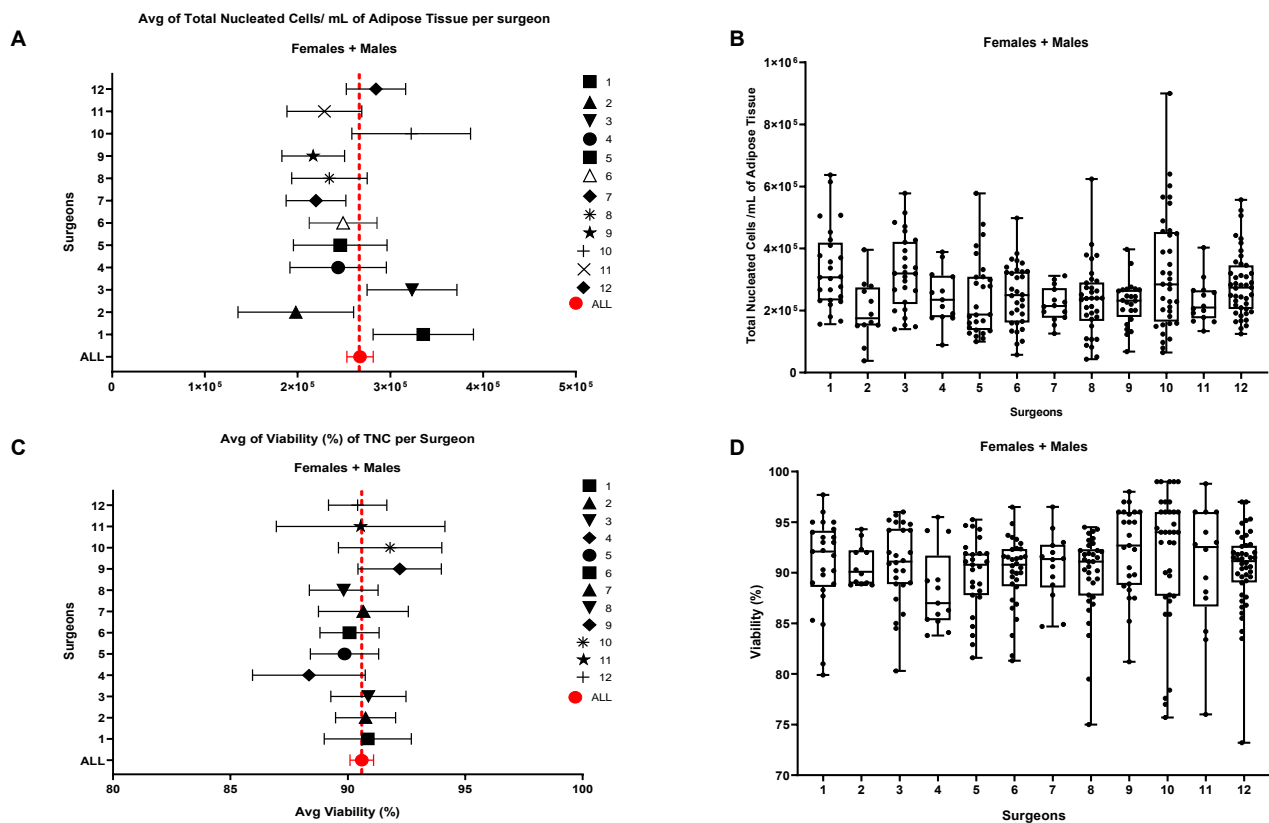 Avg of Total Nucleated Cells/ mL of Adipose Tissue per surgeon
A
Females + Males
Surgeons
12
11
10
9
8
7
6
5
4
3
2
1
ALL
0
1×10⁵
2×10⁵
3×10⁵
4×10⁵
5×10⁵
1
2
3
4
5
6
7
8
9
10
11
12
ALL
B
Females + Males
Total Nucleated Cells /mL of Adipose Tissue
1×10⁶
8×10⁵
6×10⁵
4×10⁵
2×10⁵
0
1 2 3 4 5 6 7 8 9 10 11 12
Surgeons
Avg of Viability (%) of TNC per Surgeon
C
Females + Males
Surgeons
12
11
10
9
8
7
6
5
4
3
2
1
ALL
80 85 90 95 100
Avg Viability (%)
1
2
3
4
5
6
7
8
9
10
11
12
ALL
D
Females + Males
Viability (%)
100
95
90
85
80
75
70
1 2 3 4 5 6 7 8 9 10 11 12
Surgeons